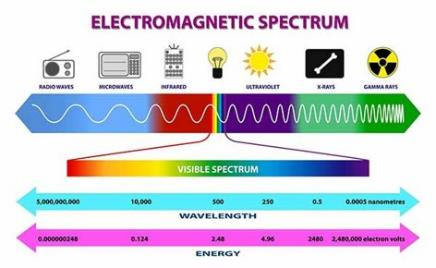 ELECTROMAGNETIC SPECTRUM
RADIO WAVES MICROWAVES INFRARED ULTRAVIOLET X-RAYS GAMMA RAYS
VISIBLE SPECTRUM
5,000,000,000 10,000 500 250 0.5 0.0005 nanometres
WAVELENGTH
0.000000248 0.124 2.48 4.96 2480 2,480,000 electron volts
ENERGY